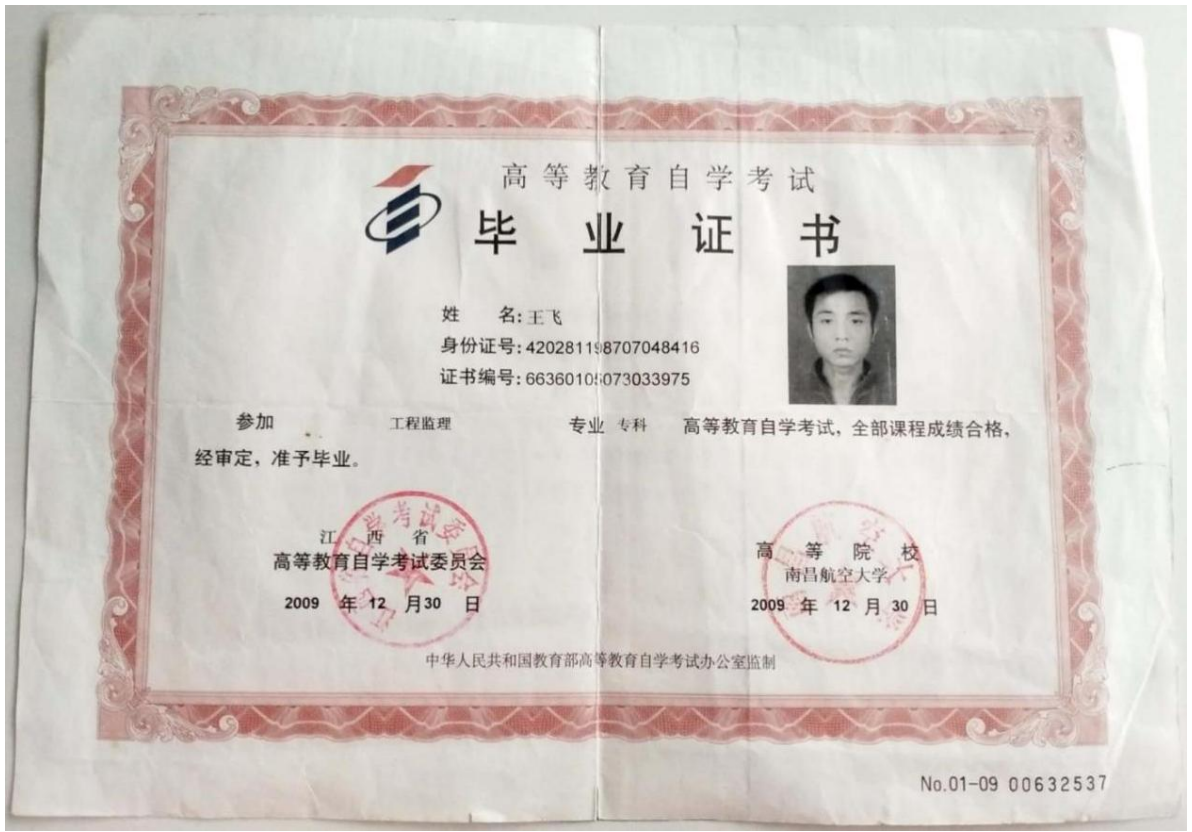 高等教育自学考试
毕业证书
姓 名:王飞
身份证号:420281198707048416
证书编号:66360105073033975
参加 工程监理 专业 专科 高等教育自学考试，全部课程成绩合格，
经审定，准予毕业。
江西省
高等教育自学考试委员会
2009 年 12 月 30 日
高等院校
南昌航空大学
2009 年 12 月 30 日
中华人民共和国教育部高等教育自学考试办公室监制
No.01-09 00632537